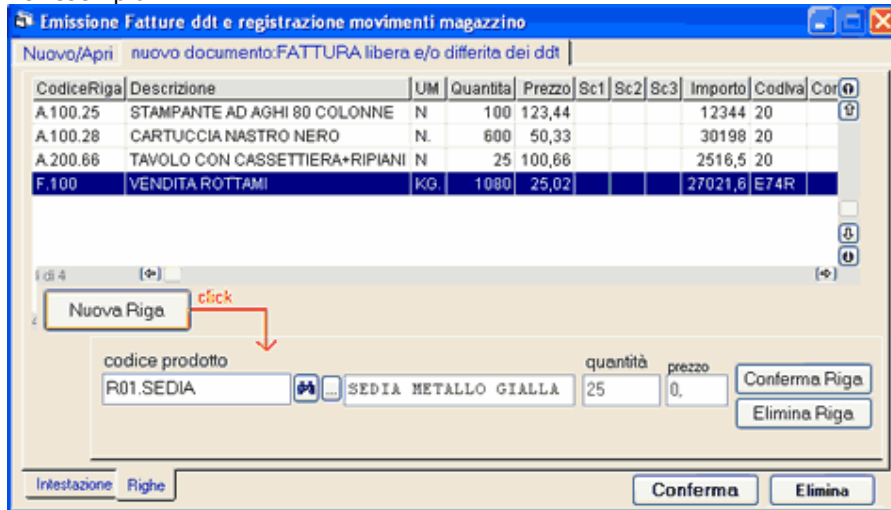 Emissione Fatture ddt e registrazione movimenti magazzino
Nuovo/Apri nuovo documento:FATTURA libera e/o differita dei ddt
CodiceRiga Descrizione UM Quantita Prezzo Sc1 Sc2 Sc3 Importo CodIva Cor
A.100.25 STAMPANTE AD AGHI 80 COLONNE N 100 123,44 12344 20
A.100.28 CARTUCCIA NASTRO NERO N. 600 50,33 30198 20
A.200.66 TAVOLO CON CASSETTIERA+RIPIANI N 25 100,66 2516,5 20
F.100 VENDITA ROTTAMI KG. 1080 25,02 27021,6 E74R
di 4
Nuova Riga click
codice prodotto quantità prezzo
R01.SEDIA ... SEDIA METALLO GIALLA 25 0,
Conferma Riga
Elimina Riga
Intestazione Righe Conferma Elimina